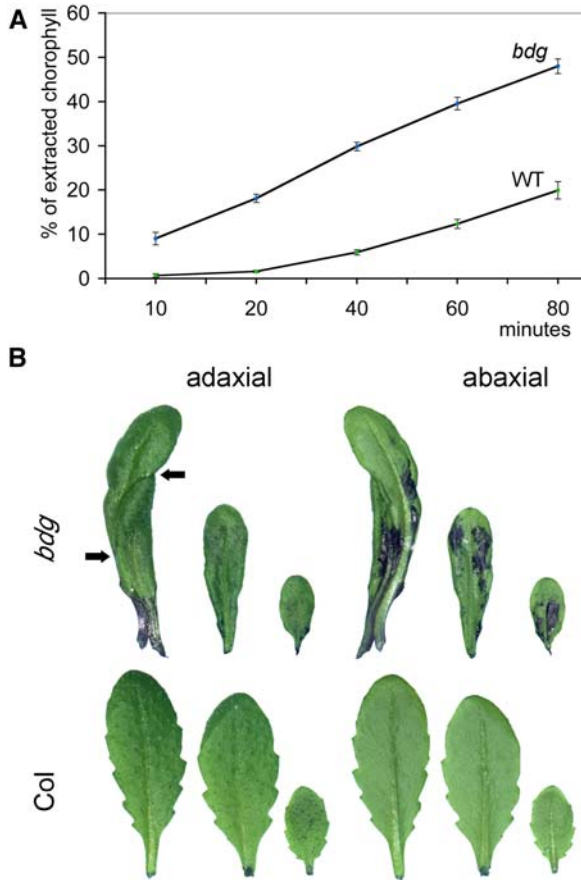 A
% of extracted chorophyll
60
50
40
30
20
10
0
bdg
WT
10 20 40 60 80
minutes
B
adaxial abaxial
bdg
Col